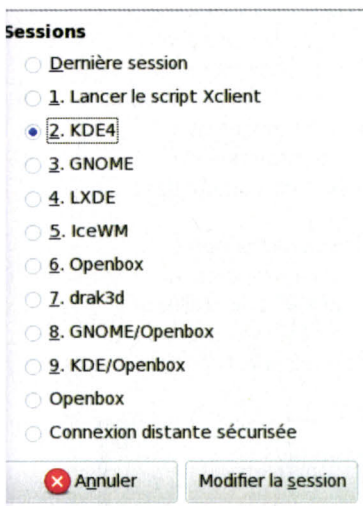 Sessions
Dernière session
1. Lancer le script Xclient
2. KDE4
3. GNOME
4. LXDE
5. IceWM
6. Openbox
7. drak3d
8. GNOME/Openbox
9. KDE/Openbox
Openbox
Connexion distante sécurisée
Annuler Modifier la session